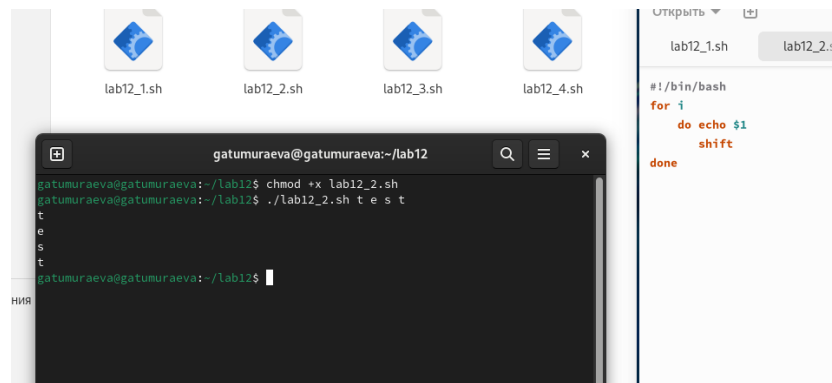 lab12_1.sh
lab12_2.sh
lab12_3.sh
lab12_4.sh
gatumuraeva@gatumuraeva:~/lab12
gatumuraeva@gatumuraeva:~/lab12$ chmod +x lab12_2.sh
gatumuraeva@gatumuraeva:~/lab12$ ./lab12_2.sh t e s t
t
e
s
t
gatumuraeva@gatumuraeva:~/lab12$
ния
Открыть
lab12_1.sh
lab12_2.s
#!/bin/bash
for i
    do echo $1
       shift
done